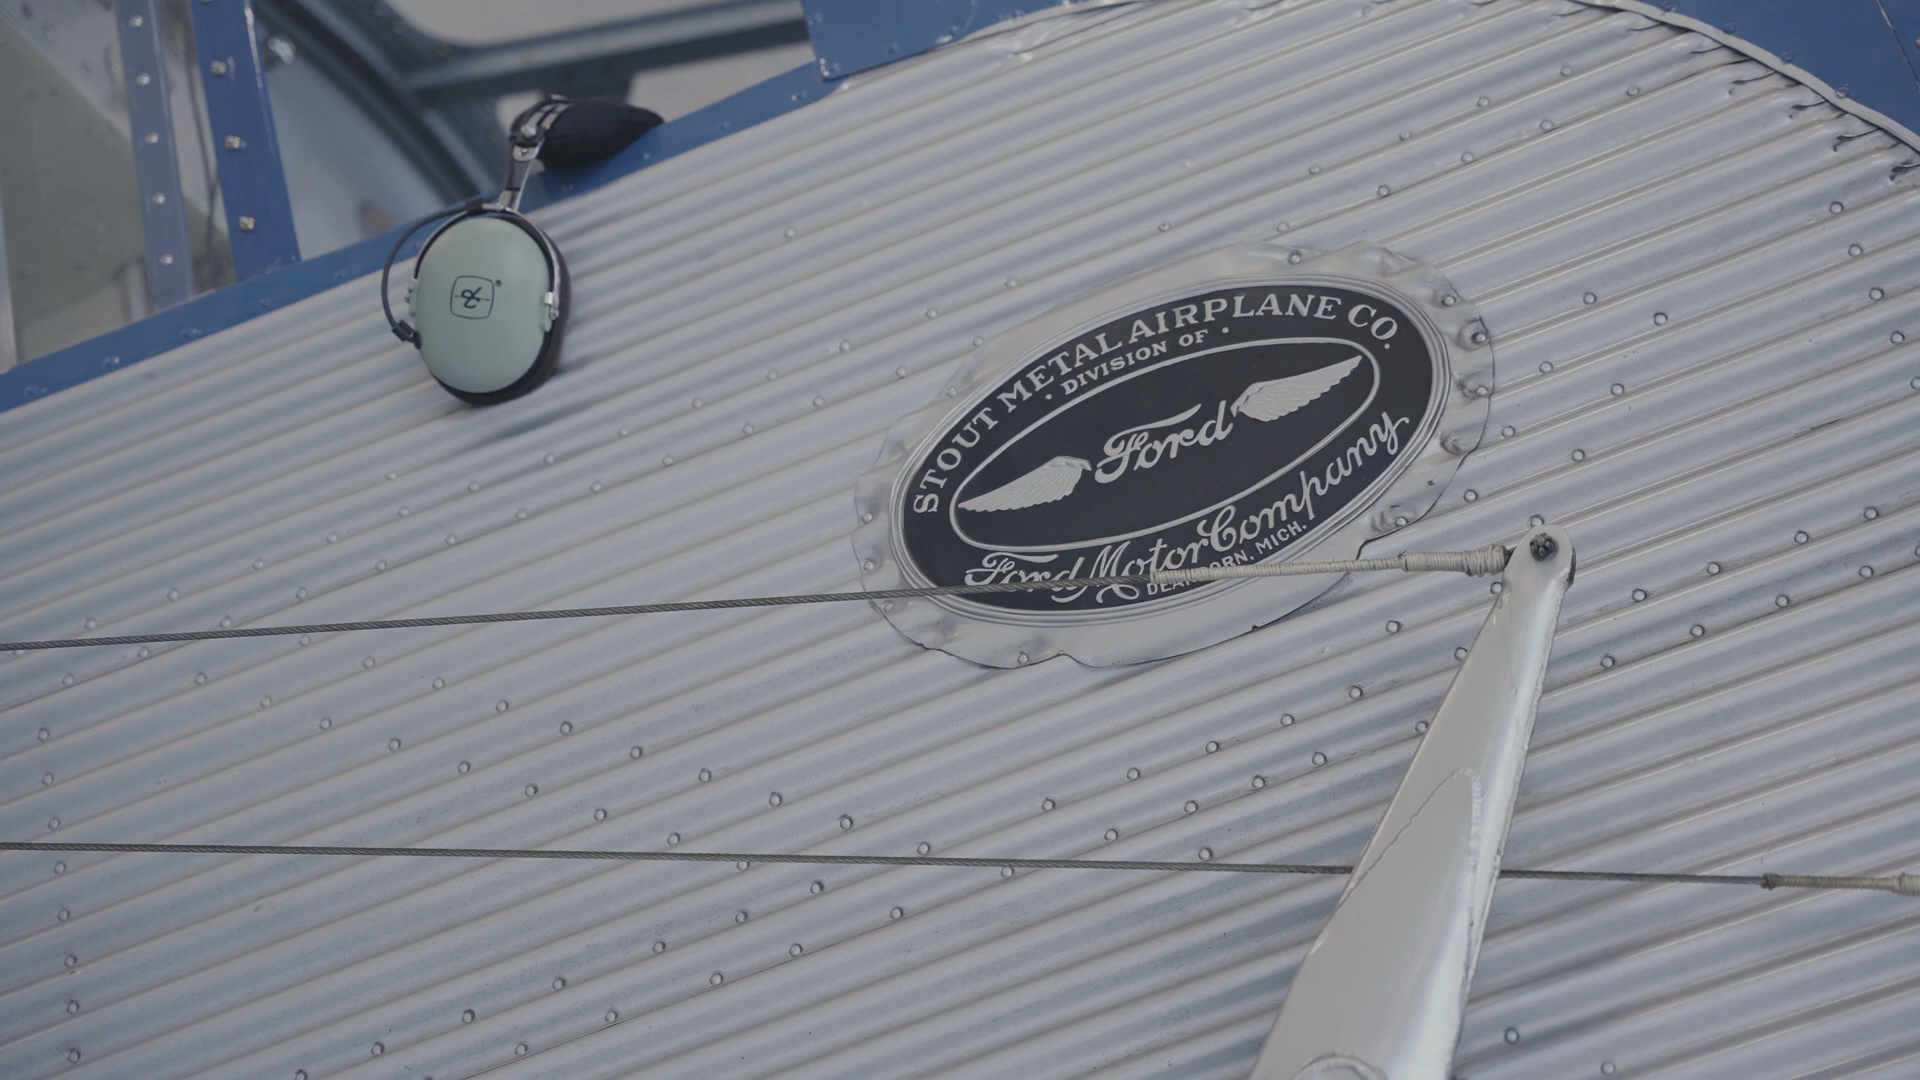 STOUT METAL AIRPLANE CO.
· DIVISION OF ·
Ford
Ford Motor Company
DEARBORN, MICH.